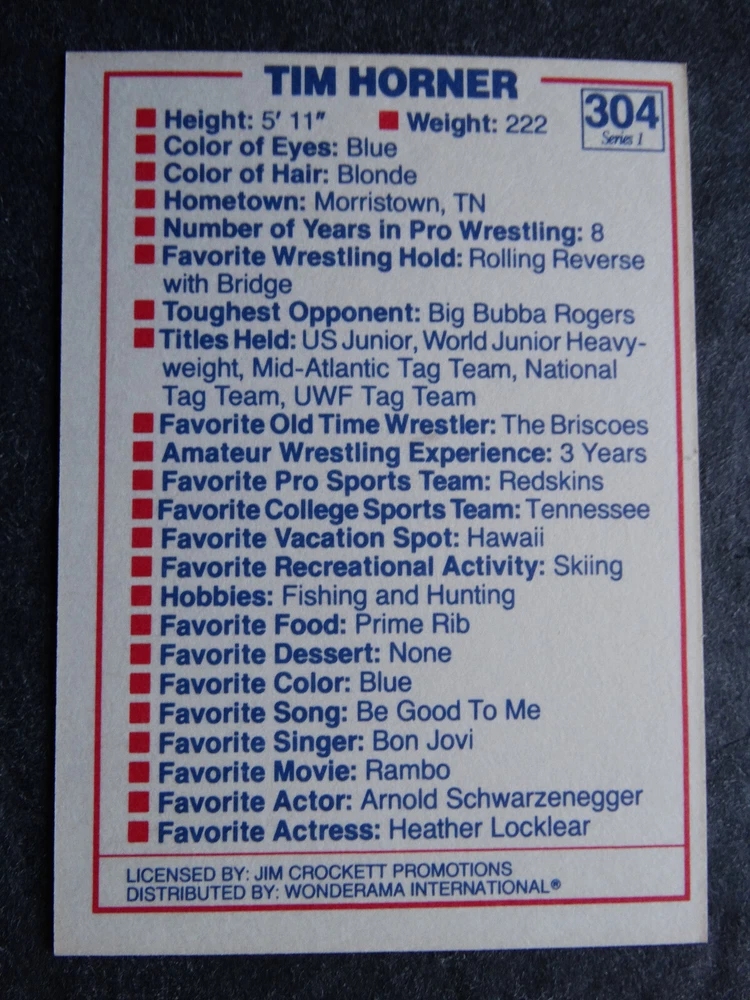 TIM HORNER
304
Series 1
Height: 5' 11" Weight: 222
Color of Eyes: Blue
Color of Hair: Blonde
Hometown: Morristown, TN
Number of Years in Pro Wrestling: 8
Favorite Wrestling Hold: Rolling Reverse
with Bridge
Toughest Opponent: Big Bubba Rogers
Titles Held: US Junior, World Junior Heavy-
weight, Mid-Atlantic Tag Team, National
Tag Team, UWF Tag Team
Favorite Old Time Wrestler: The Briscoes
Amateur Wrestling Experience: 3 Years
Favorite Pro Sports Team: Redskins
Favorite College Sports Team: Tennessee
Favorite Vacation Spot: Hawaii
Favorite Recreational Activity: Skiing
Hobbies: Fishing and Hunting
Favorite Food: Prime Rib
Favorite Dessert: None
Favorite Color: Blue
Favorite Song: Be Good To Me
Favorite Singer: Bon Jovi
Favorite Movie: Rambo
Favorite Actor: Arnold Schwarzenegger
Favorite Actress: Heather Locklear
LICENSED BY: JIM CROCKETT PROMOTIONS
DISTRIBUTED BY: WONDERAMA INTERNATIONAL®